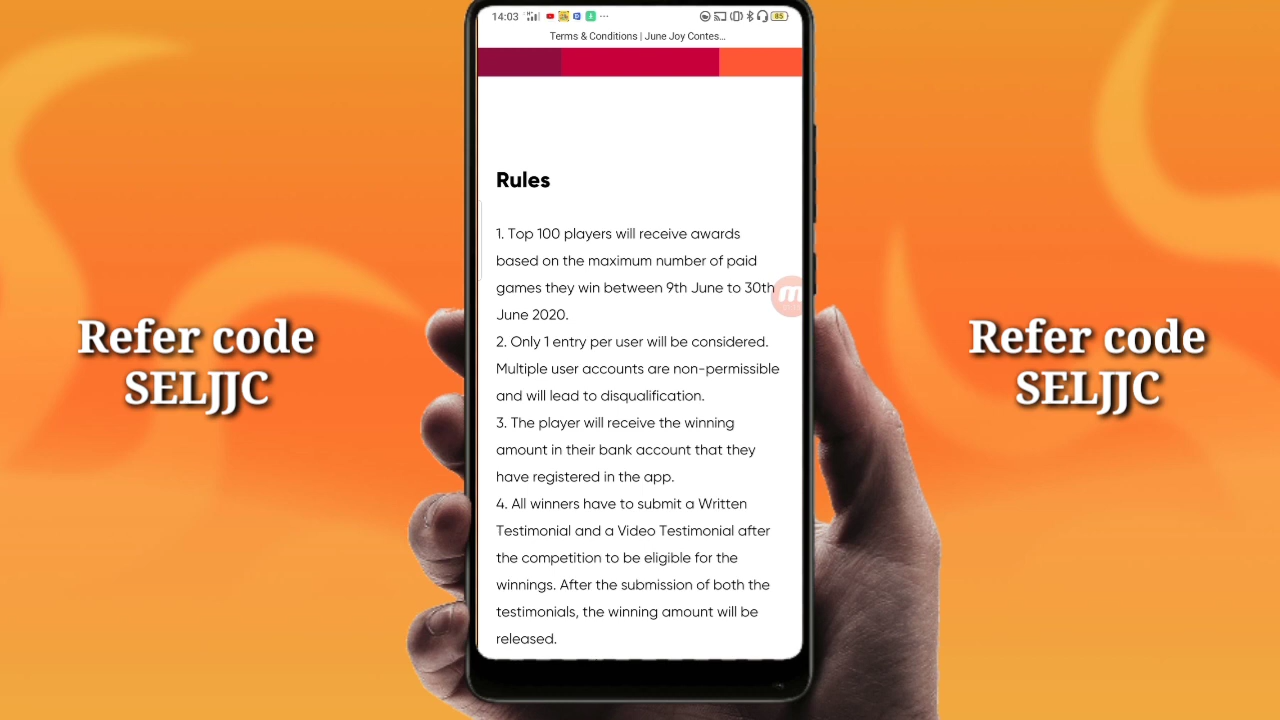 14:03
85
Terms & Conditions | June Joy Contes...
Rules
1. Top 100 players will receive awards
based on the maximum number of paid
games they win between 9th June to 30th
June 2020.
2. Only 1 entry per user will be considered.
Multiple user accounts are non-permissible
and will lead to disqualification.
3. The player will receive the winning
amount in their bank account that they
have registered in the app.
4. All winners have to submit a Written
Testimonial and a Video Testimonial after
the competition to be eligible for the
winnings. After the submission of both the
testimonials, the winning amount will be
released.
Refer code
SELJJC
Refer code
SELJJC